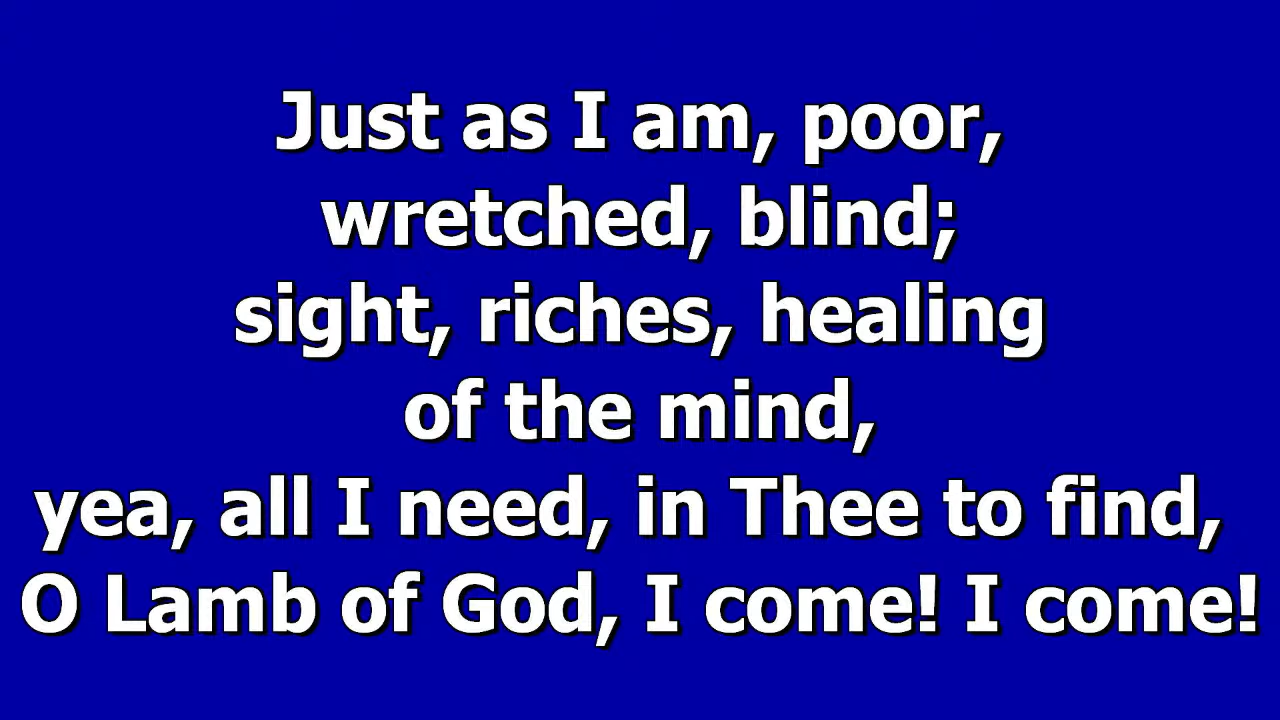 Just as I am, poor,
wretched, blind;
sight, riches, healing
of the mind,
yea, all I need, in Thee to find,
O Lamb of God, I come! I come!